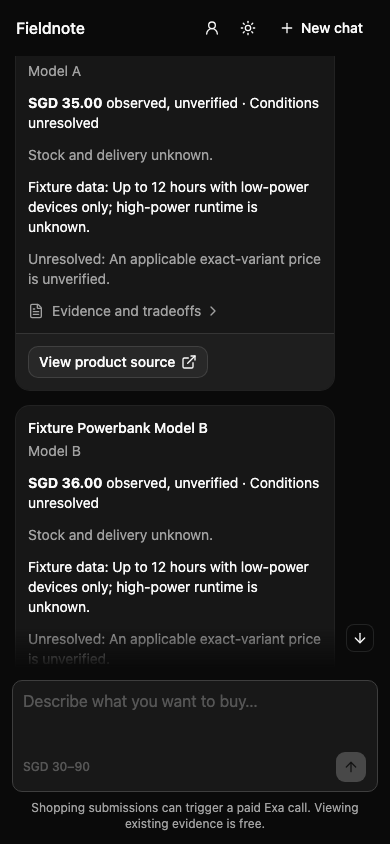 Fieldnote
New chat
Model A
SGD 35.00 observed, unverified · Conditions
unresolved
Stock and delivery unknown.
Fixture data: Up to 12 hours with low-power
devices only; high-power runtime is
unknown.
Unresolved: An applicable exact-variant price
is unverified.
Evidence and tradeoffs
View product source
Fixture Powerbank Model B
Model B
SGD 36.00 observed, unverified · Conditions
unresolved
Stock and delivery unknown.
Fixture data: Up to 12 hours with low-power
devices only; high-power runtime is
unknown.
Unresolved: An applicable exact-variant price
is unverified.
Describe what you want to buy...
SGD 30–90
Shopping submissions can trigger a paid Exa call. Viewing
existing evidence is free.